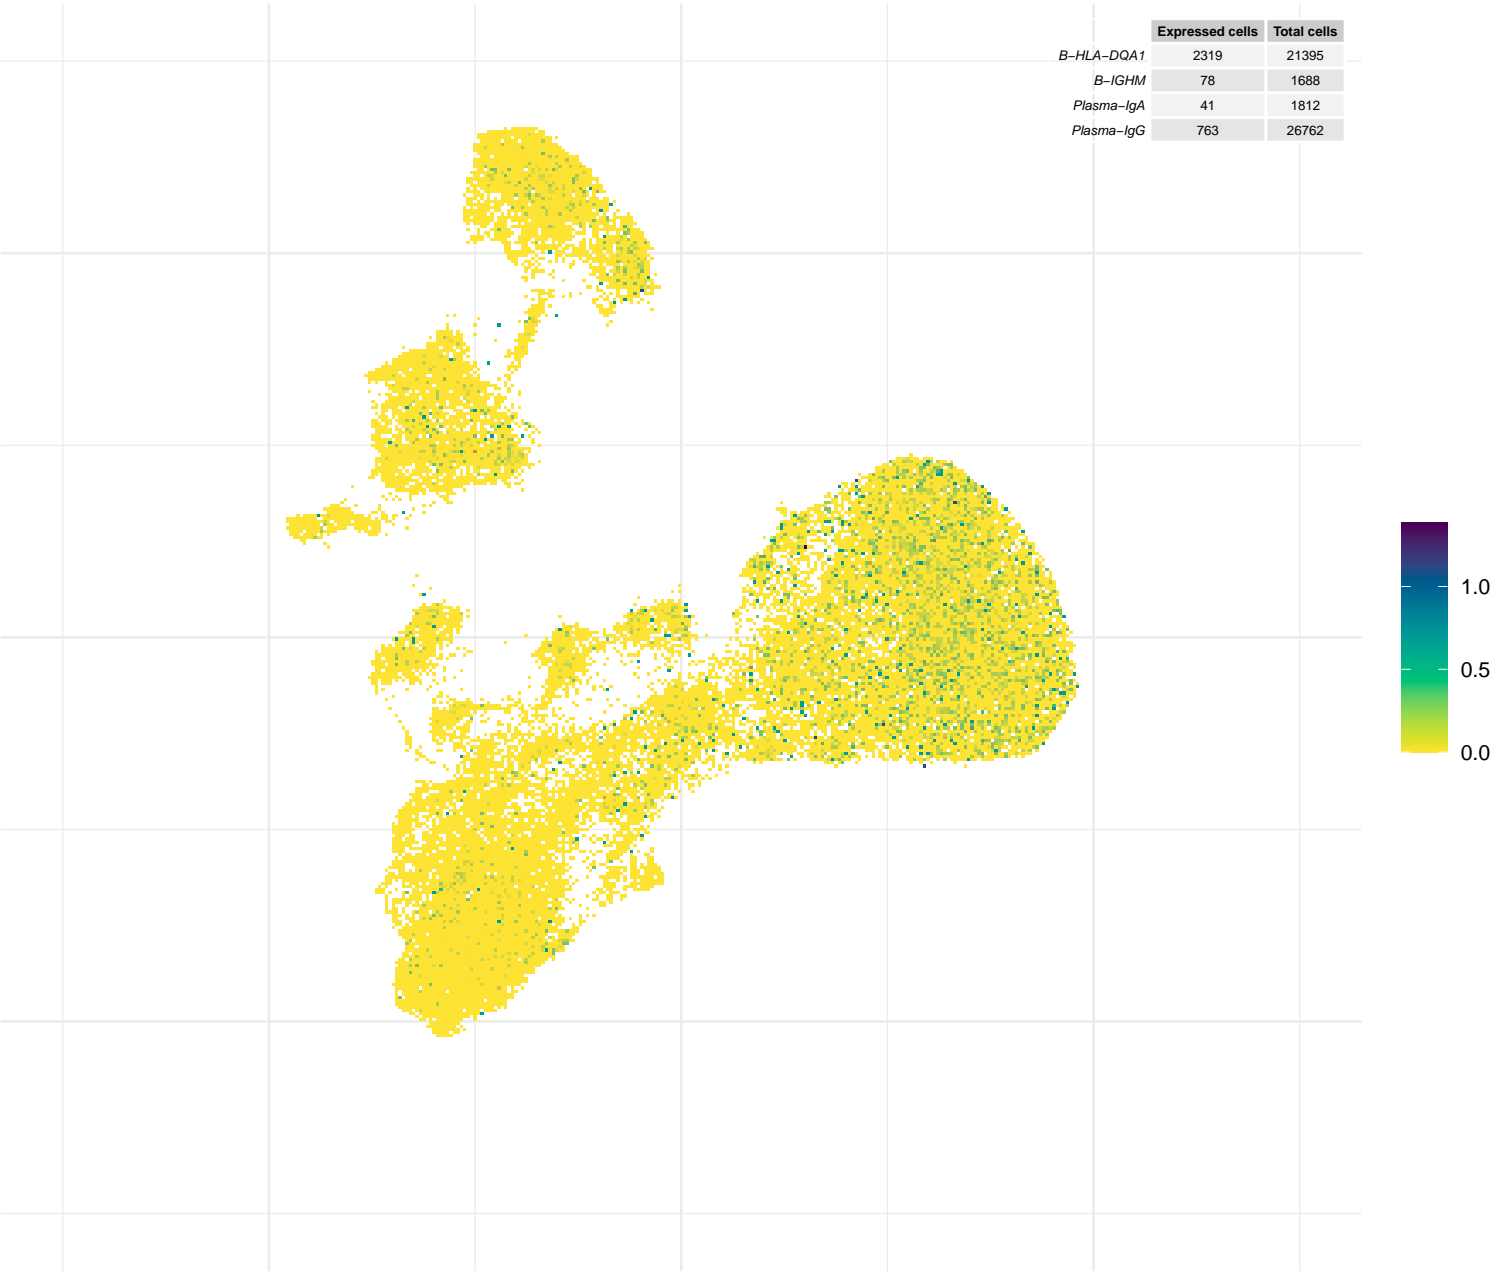 Expressed cells Total cells
B−HLA−DQA1 2319 21395
B−IGHM 78 1688
Plasma−IgA 41 1812
Plasma−IgG 763 26762
1.0
0.5
0.0